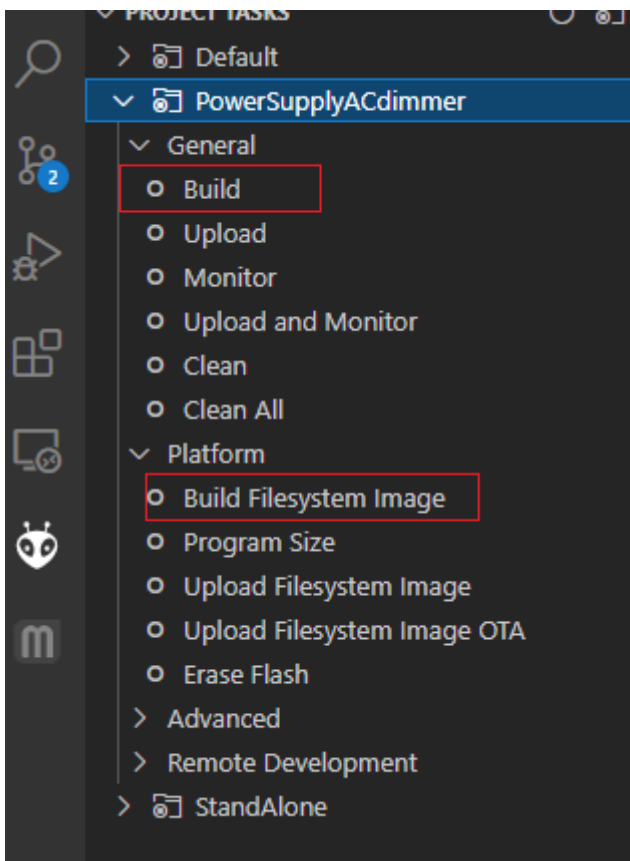 PROJECT TASKS
Default
PowerSupplyACdimmer
General
Build
Upload
Monitor
Upload and Monitor
Clean
Clean All
Platform
Build Filesystem Image
Program Size
Upload Filesystem Image
Upload Filesystem Image OTA
Erase Flash
Advanced
Remote Development
StandAlone
2
m